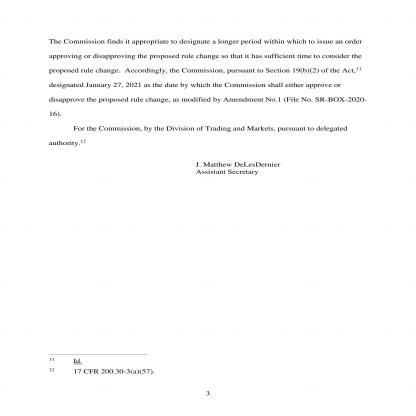 The Commission finds it appropriate to designate a longer period within which to issue an order
approving or disapproving the proposed rule change so that it has sufficient time to consider the
proposed rule change. Accordingly, the Commission, pursuant to Section 19(b)(2) of the Act,11
designated January 27, 2021 as the date by which the Commission shall either approve or
disapprove the proposed rule change, as modified by Amendment No.1 (File No. SR-BOX-2020-
16).
For the Commission, by the Division of Trading and Markets, pursuant to delegated
authority.12
J. Matthew DeLesDernier
Assistant Secretary
11 Id.
12 17 CFR 200.30-3(a)(57).
3